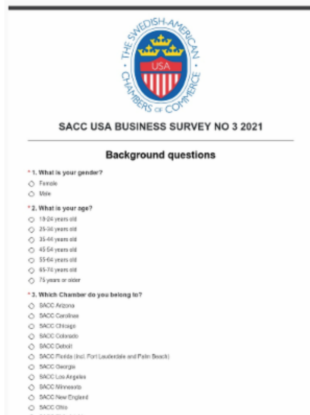 THE SWEDISH-AMERICAN
USA
CHAMBERS OF COMMERCE
SACC USA BUSINESS SURVEY NO 3 2021
Background questions
* 1. What is your gender?
Female
Male
* 2. What is your age?
19-24 years old
25-34 years old
35-44 years old
45-54 years old
55-64 years old
65-74 years old
75 years or older
* 3. Which Chamber do you belong to?
SACC Arizona
SACC Carolinas
SACC Chicago
SACC Colorado
SACC Detroit
SACC Florida (incl. Fort Lauderdale and Palm Beach)
SACC Georgia
SACC Los Angeles
SACC Minnesota
SACC New England
SACC Ohio